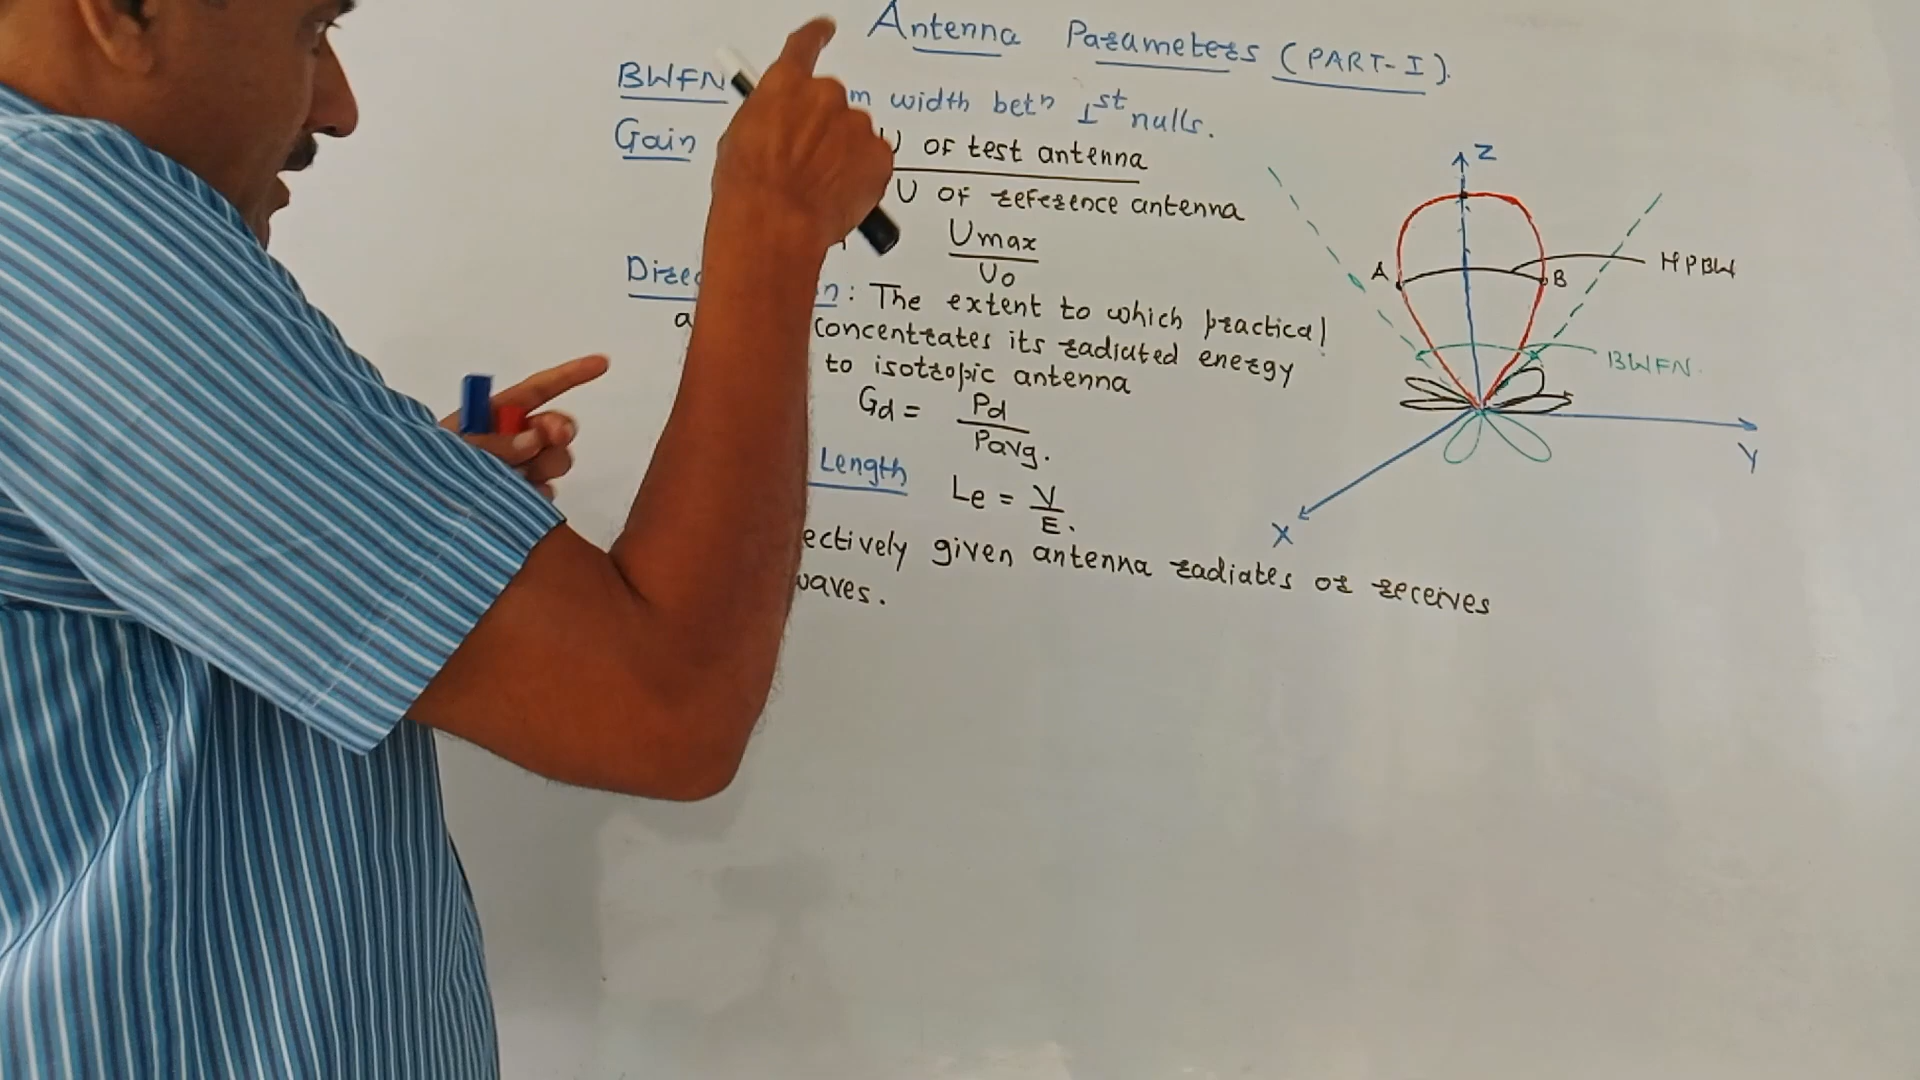 Antenna Parameters (PART-I).
BWFN m width betn 1st nulls.
Gain U of test antenna
U of reference antenna
Umax
Uo
n: The extent to which practical
a concentrates its radiated energy
to isotropic antenna
Gd = Pd
Pavg.
Length Le = V
E.
ectively given antenna radiates or receives
waves.
Z
A
B
HPBW
BWFN.
Y
X